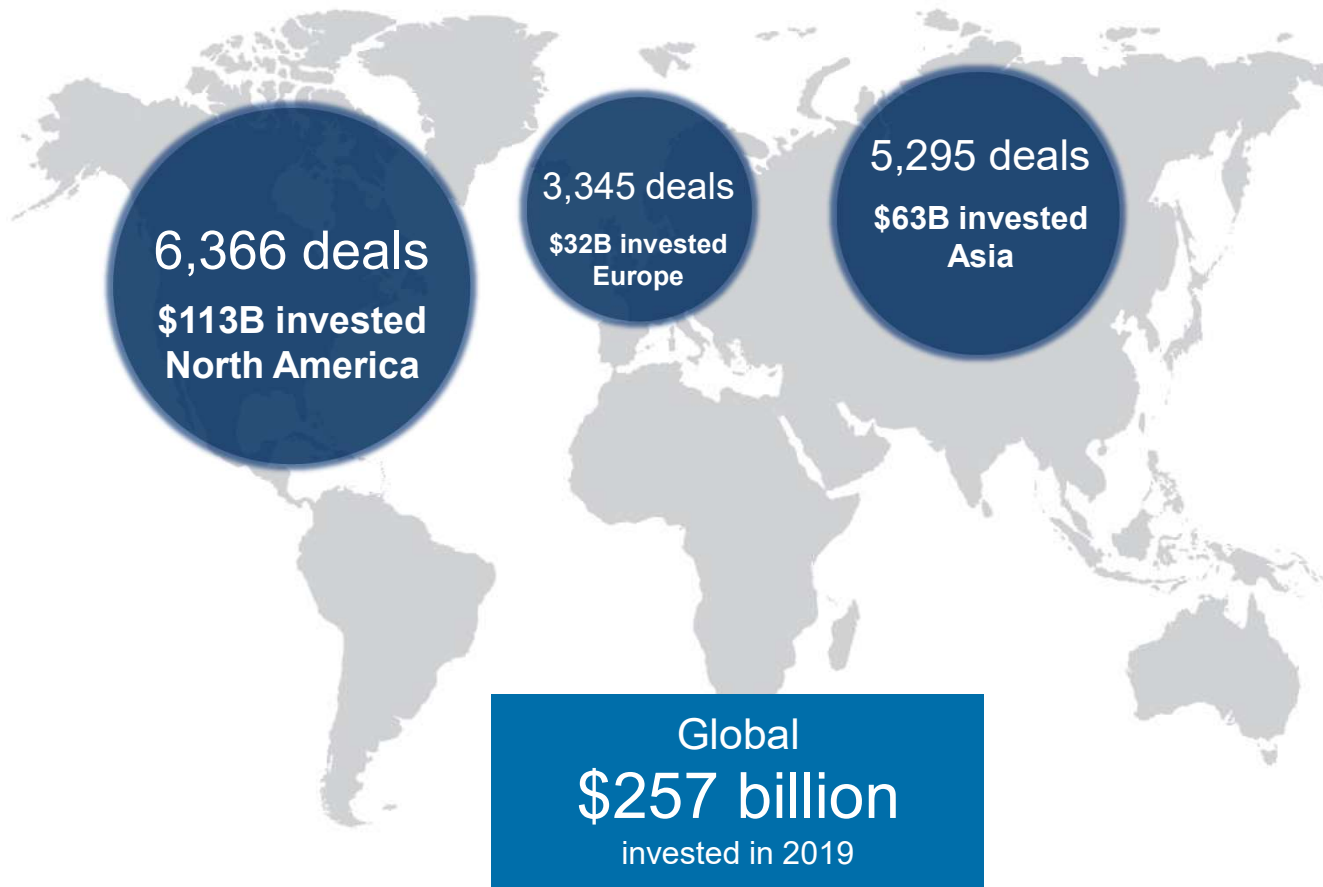 6,366 deals
$113B invested
North America
3,345 deals
$32B invested
Europe
5,295 deals
$63B invested
Asia
Global
$257 billion
invested in 2019